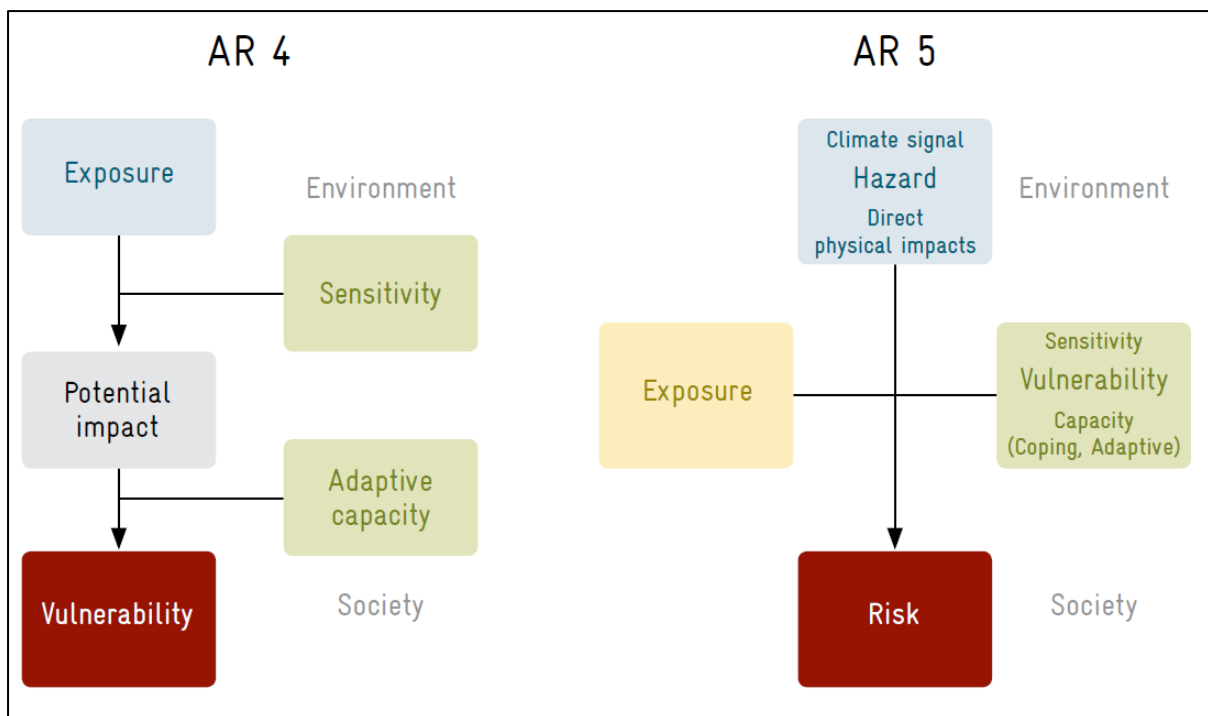 AR 4
Exposure
Environment
Sensitivity
Potential
impact
Adaptive
capacity
Vulnerability
Society
AR 5
Climate signal
Hazard
Direct
physical impacts
Environment
Exposure
Sensitivity
Vulnerability
Capacity
(Coping, Adaptive)
Risk
Society